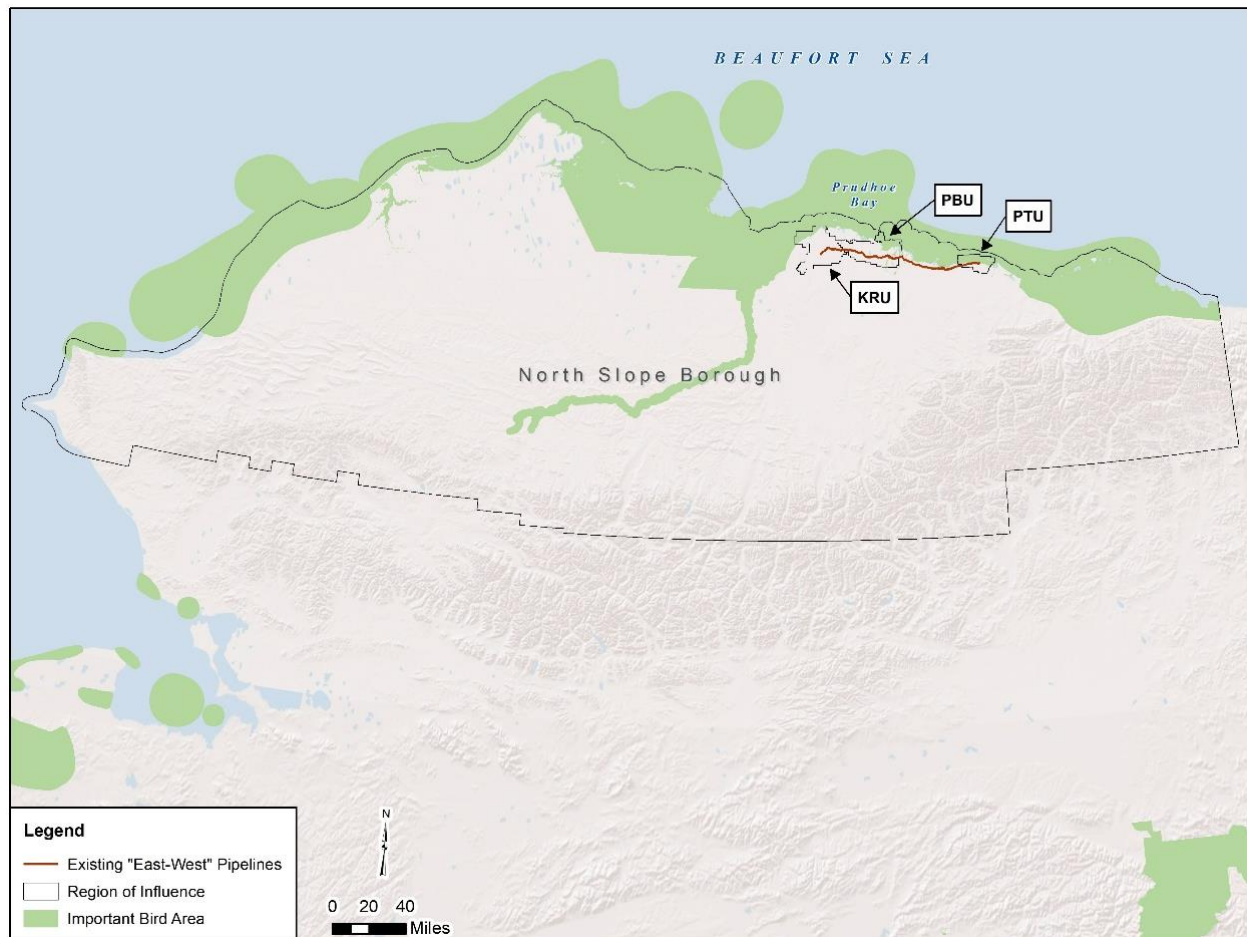 BEAUFORT SEA
Prudhoe
Bay
PBU
PTU
KRU
North Slope Borough
Legend
Existing "East-West" Pipelines
Region of Influence
Important Bird Area
N
0 20 40
Miles